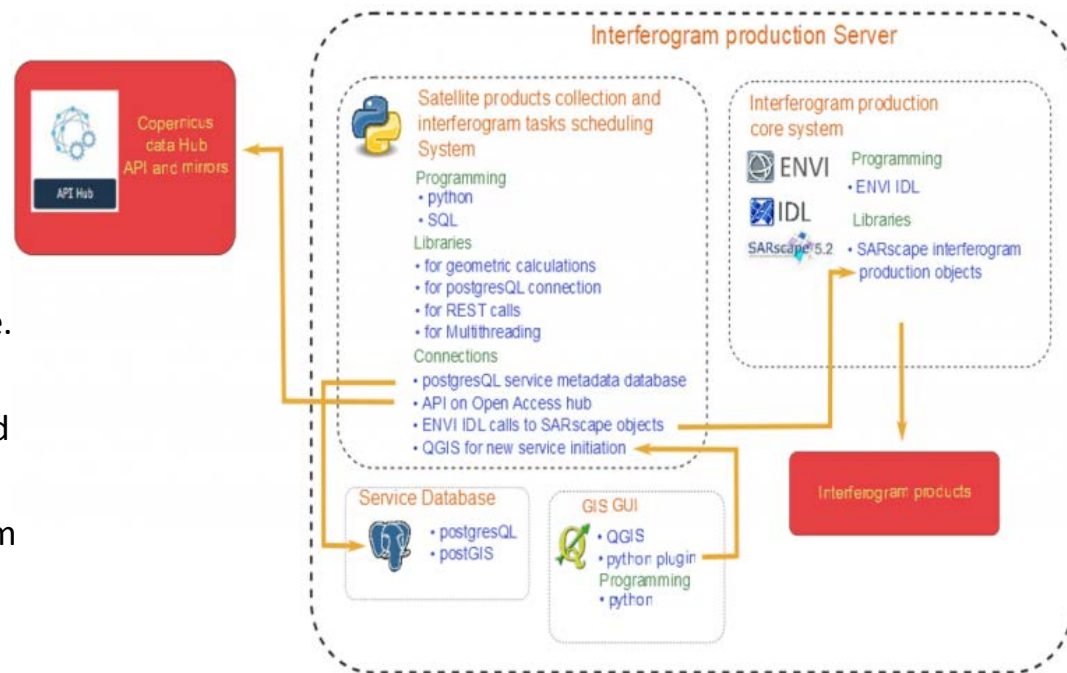 Interferogram production Server
Copernicus
data Hub
API and mirrors
API Hub
Satellite products collection and
interferogram tasks scheduling
System
Programming
• python
• SQL
Libraries
• for geometric calculations
• for postgresQL connection
• for REST calls
• for Multithreading
Connections
• postgresQL service metadata database
• API on Open Access hub
• ENVI IDL calls to SARscape objects
• QGIS for new service initiation
Interferogram production
core system
ENVI
IDL
SARscape 5.2
Programming
• ENVI IDL
Libraries
• SARscape interferogram
production objects
Service Database
• postgresQL
• postGIS
GIS GUI
• QGIS
• python plugin
Programming
• python
Interferogram products